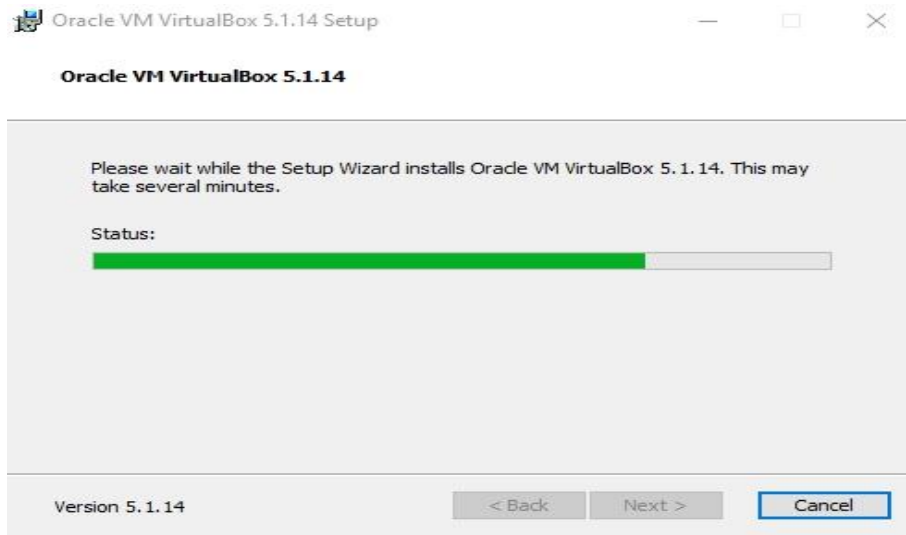 Oracle VM VirtualBox 5.1.14 Setup
Oracle VM VirtualBox 5.1.14
Please wait while the Setup Wizard installs Oracle VM VirtualBox 5.1.14. This may
take several minutes.
Status:
Version 5.1.14
< Back
Next >
Cancel